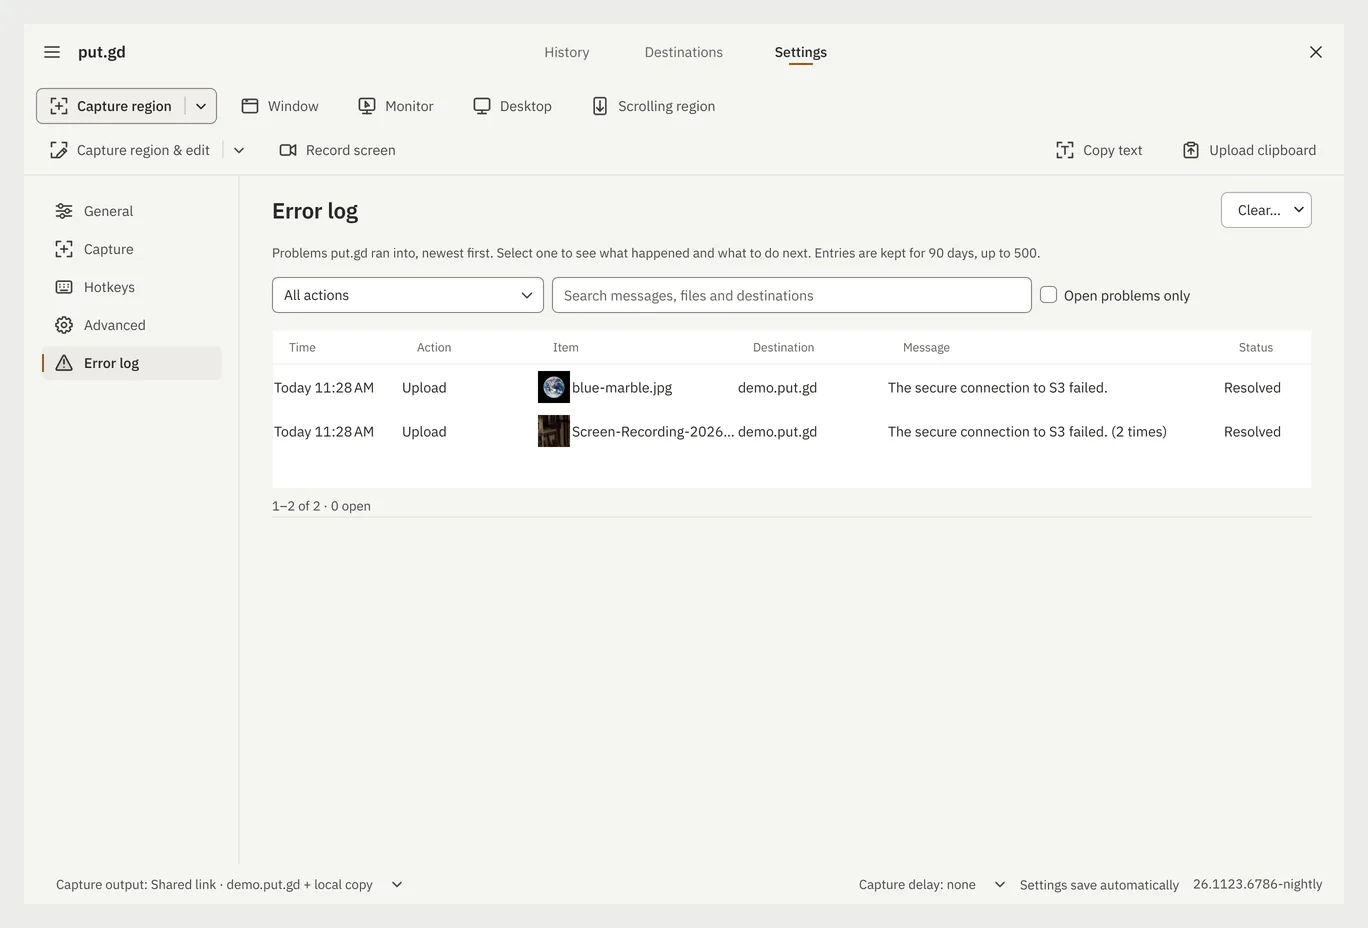 put.gd
History Destinations Settings
Capture region Window Monitor Desktop Scrolling region
Capture region & edit Record screen Copy text Upload clipboard
General
Capture
Hotkeys
Advanced
Error log
Error log
Clear...
Problems put.gd ran into, newest first. Select one to see what happened and what to do next. Entries are kept for 90 days, up to 500.
All actions Search messages, files and destinations Open problems only
Time Action Item Destination Message Status
Today 11:28 AM Upload blue-marble.jpg demo.put.gd The secure connection to S3 failed. Resolved
Today 11:28 AM Upload Screen-Recording-2026... demo.put.gd The secure connection to S3 failed. (2 times) Resolved
1–2 of 2 · 0 open
Capture output: Shared link · demo.put.gd + local copy Capture delay: none Settings save automatically 26.1123.6786-nightly